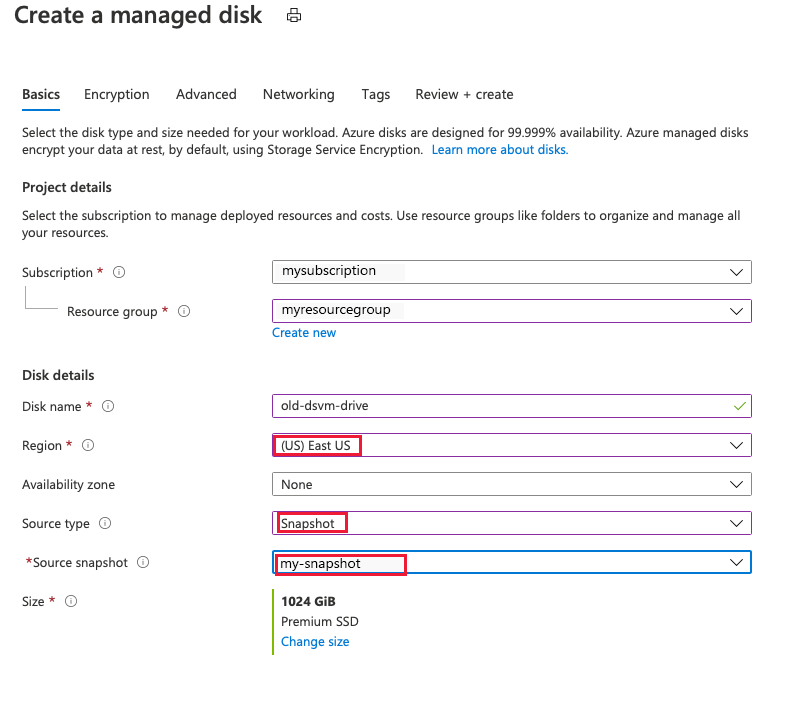 Create a managed disk
Basics Encryption Advanced Networking Tags Review + create
Select the disk type and size needed for your workload. Azure disks are designed for 99.999% availability. Azure managed disks
encrypt your data at rest, by default, using Storage Service Encryption. Learn more about disks.
Project details
Select the subscription to manage deployed resources and costs. Use resource groups like folders to organize and manage all
your resources.
Subscription * mysubscription
Resource group * myresourcegroup
Create new
Disk details
Disk name * old-dsvm-drive
Region * (US) East US
Availability zone None
Source type Snapshot
*Source snapshot my-snapshot
Size * 1024 GiB
Premium SSD
Change size